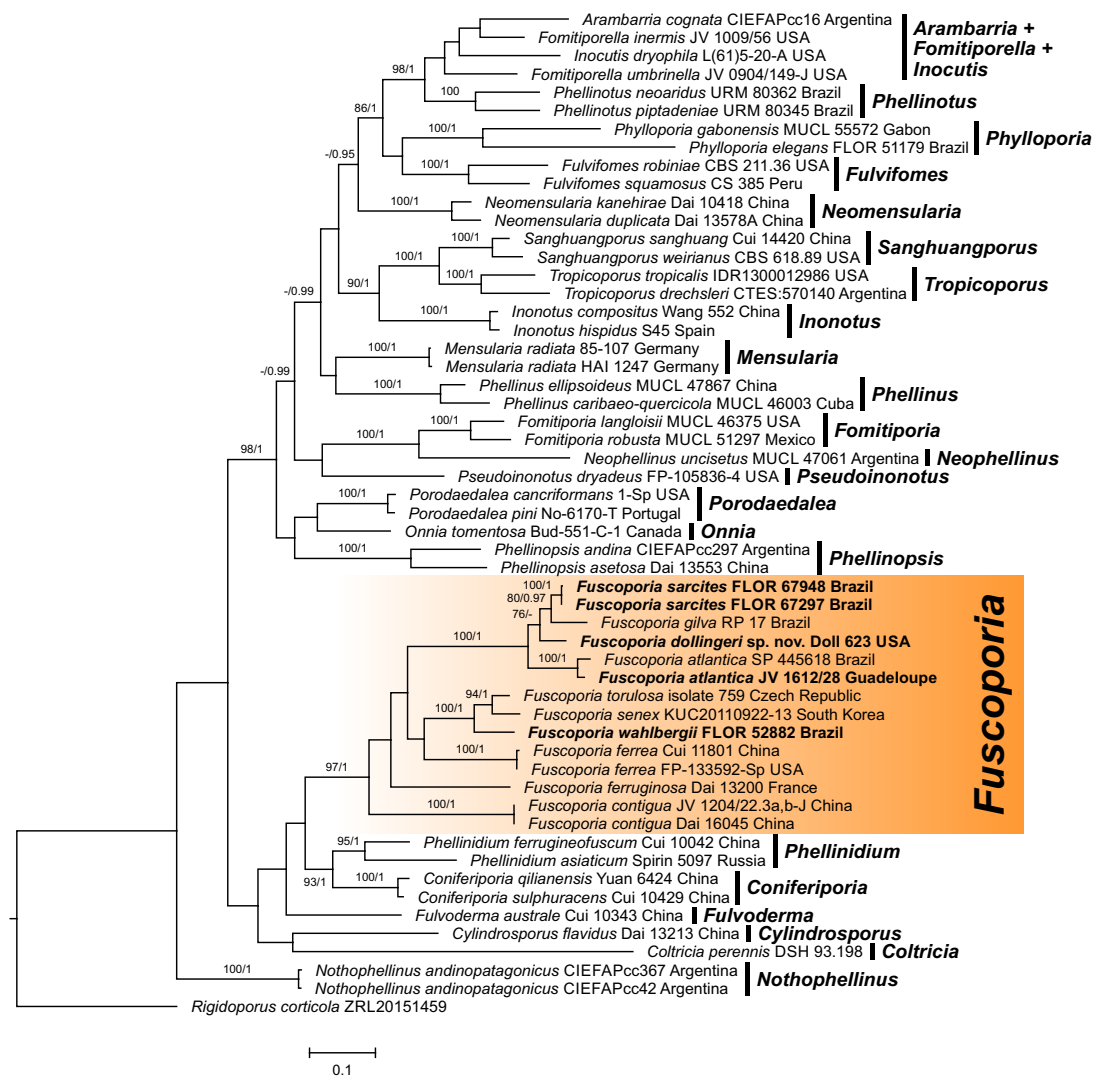 Arambarria cognata CIEFAPcc16 Argentina
Fomitiporella inermis JV 1009/56 USA
Inocutis dryophila L(61)5-20-A USA
Fomitiporella umbrinella JV 0904/149-J USA
Arambarria +
Fomitiporella +
Inocutis
98/1
100
Phellinotus neoaridus URM 80362 Brazil
Phellinotus piptadeniae URM 80345 Brazil
Phellinotus
86/1
100/1
Phylloporia gabonensis MUCL 55572 Gabon
Phylloporia elegans FLOR 51179 Brazil
Phylloporia
-/0.95
100/1
Fulvifomes robiniae CBS 211.36 USA
Fulvifomes squamosus CS 385 Peru
Fulvifomes
100/1
Neomensularia kanehirae Dai 10418 China
Neomensularia duplicata Dai 13578A China
Neomensularia
100/1
Sanghuangporus sanghuang Cui 14420 China
Sanghuangporus weirianus CBS 618.89 USA
Sanghuangporus
100/1
100/1
Tropicoporus tropicalis IDR1300012986 USA
Tropicoporus drechsleri CTES:570140 Argentina
Tropicoporus
-/0.99
90/1
100/1
Inonotus compositus Wang 552 China
Inonotus hispidus S45 Spain
Inonotus
100/1
Mensularia radiata 85-107 Germany
Mensularia radiata HAI 1247 Germany
Mensularia
-/0.99
100/1
Phellinus ellipsoideus MUCL 47867 China
Phellinus caribaeo-quercicola MUCL 46003 Cuba
Phellinus
100/1
100/1
Fomitiporia langloisii MUCL 46375 USA
Fomitiporia robusta MUCL 51297 Mexico
Fomitiporia
Neophellinus uncisetus MUCL 47061 Argentina
Neophellinus
98/1
Pseudoinonotus dryadeus FP-105836-4 USA
Pseudoinonotus
100/1
Porodaedalea cancriformans 1-Sp USA
Porodaedalea pini No-6170-T Portugal
Porodaedalea
Onnia tomentosa Bud-551-C-1 Canada
Onnia
100/1
Phellinopsis andina CIEFAPcc297 Argentina
Phellinopsis asetosa Dai 13553 China
Phellinopsis
100/1
Fuscoporia sarcites FLOR 67948 Brazil
80/0.97
Fuscoporia sarcites FLOR 67297 Brazil
76/-
Fuscoporia gilva RP 17 Brazil
100/1
Fuscoporia dollingeri sp. nov. Doll 623 USA
100/1
Fuscoporia atlantica SP 445618 Brazil
Fuscoporia atlantica JV 1612/28 Guadeloupe
94/1
Fuscoporia torulosa isolate 759 Czech Republic
100/1
Fuscoporia senex KUC20110922-13 South Korea
Fuscoporia wahlbergii FLOR 52882 Brazil
100/1
Fuscoporia ferrea Cui 11801 China
Fuscoporia ferrea FP-133592-Sp USA
97/1
Fuscoporia ferruginosa Dai 13200 France
100/1
Fuscoporia contigua JV 1204/22.3a,b-J China
Fuscoporia contigua Dai 16045 China
Fuscoporia
95/1
Phellinidium ferrugineofuscum Cui 10042 China
Phellinidium asiaticum Spirin 5097 Russia
Phellinidium
93/1
100/1
Coniferiporia qilianensis Yuan 6424 China
Coniferiporia sulphuracens Cui 10429 China
Coniferiporia
Fulvoderma australe Cui 10343 China
Fulvoderma
Cylindrosporus flavidus Dai 13213 China
Cylindrosporus
Coltricia perennis DSH 93.198
Coltricia
100/1
Nothophellinus andinopatagonicus CIEFAPcc367 Argentina
Nothophellinus andinopatagonicus CIEFAPcc42 Argentina
Nothophellinus
Rigidoporus corticola ZRL20151459
0.1